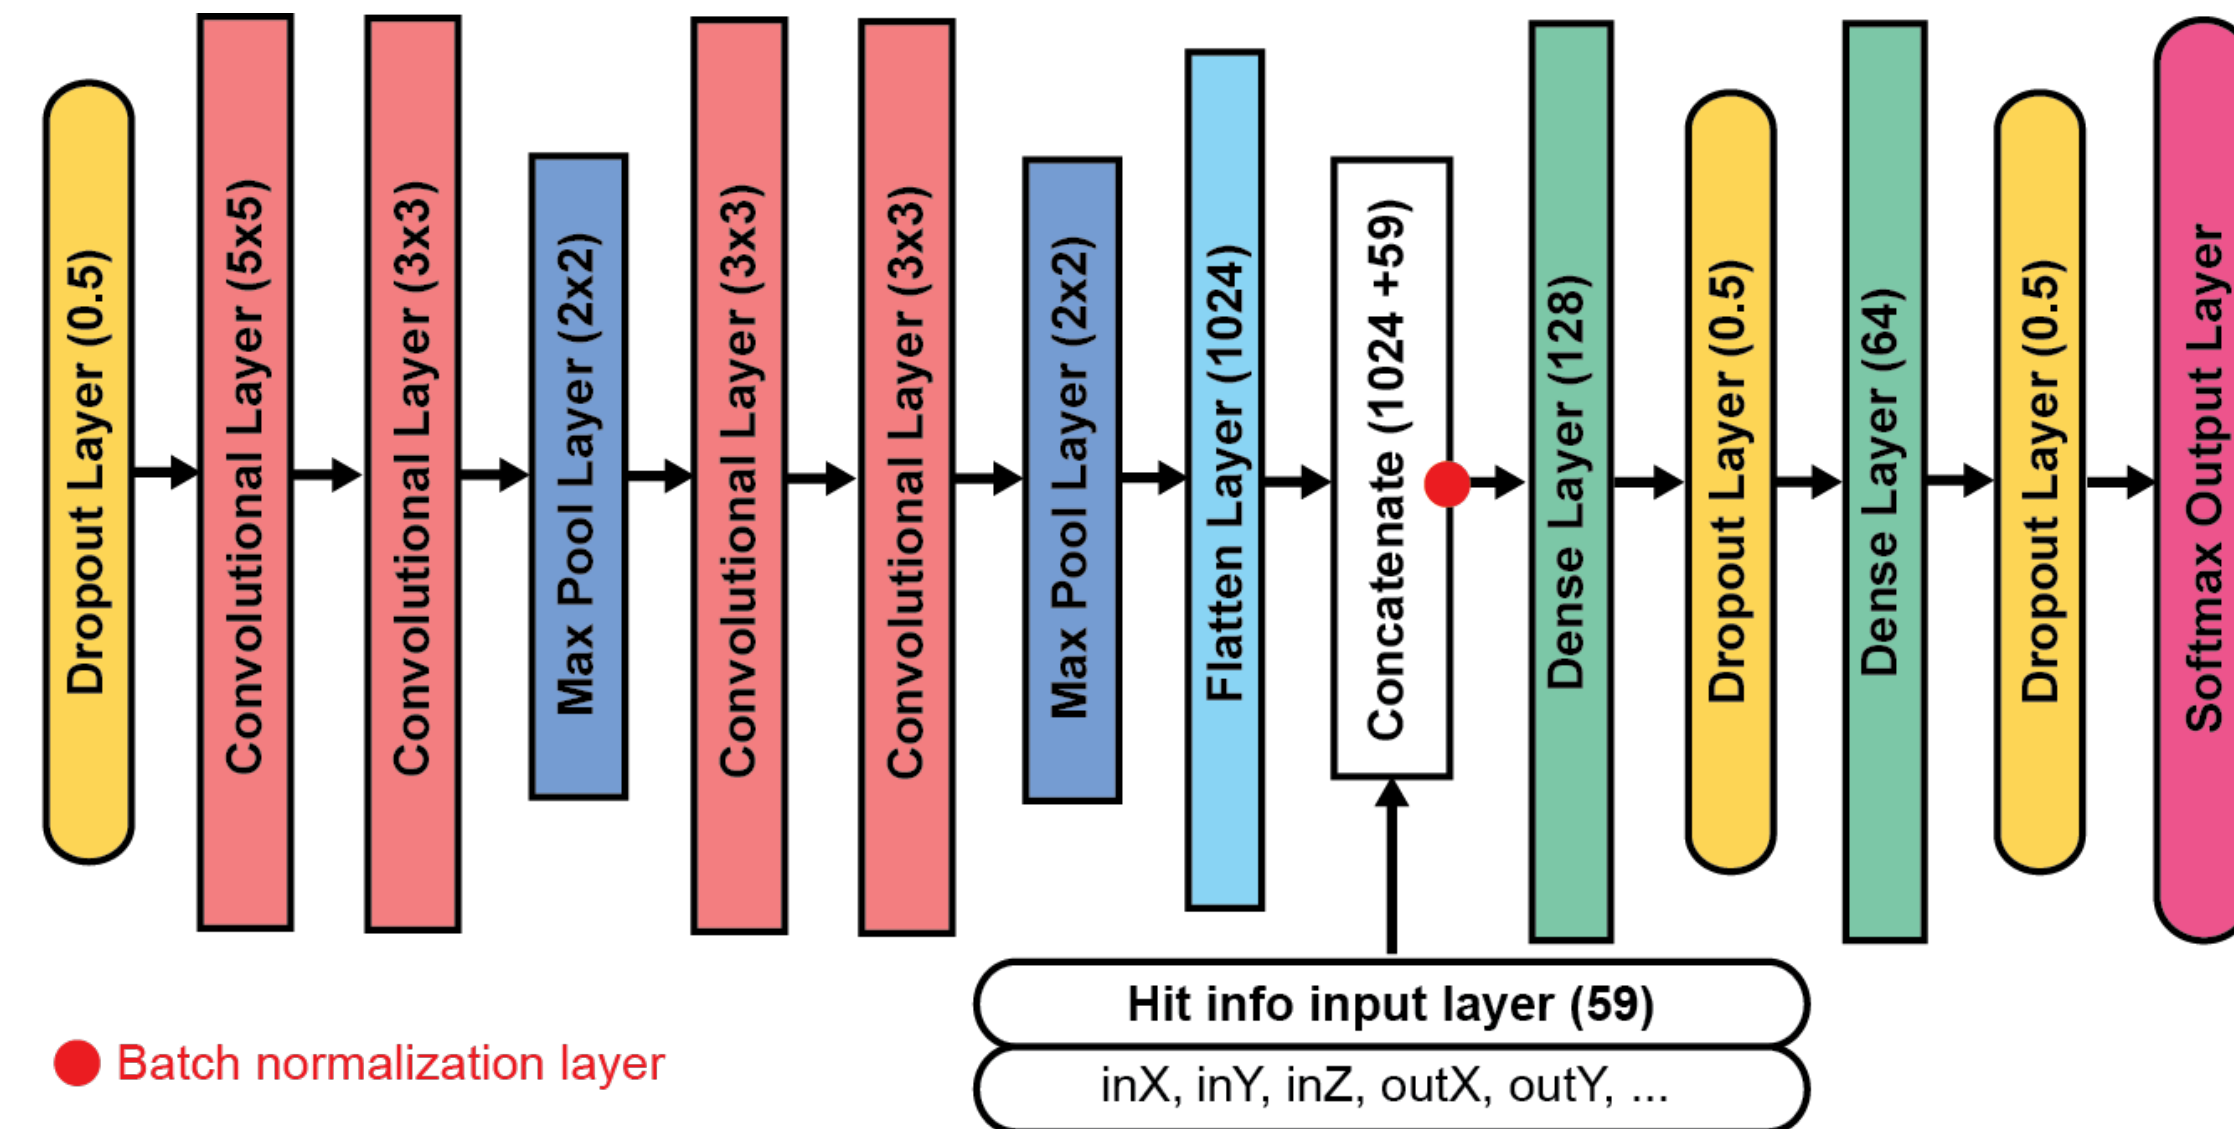 Dropout Layer (0.5)
Convolutional Layer (5x5)
Convolutional Layer (3x3)
Max Pool Layer (2x2)
Convolutional Layer (3x3)
Convolutional Layer (3x3)
Max Pool Layer (2x2)
Flatten Layer (1024)
Concatenate (1024 +59)
Dense Layer (128)
Dropout Layer (0.5)
Dense Layer (64)
Dropout Layer (0.5)
Softmax Output Layer
Hit info input layer (59)
inX, inY, inZ, outX, outY, ...
Batch normalization layer